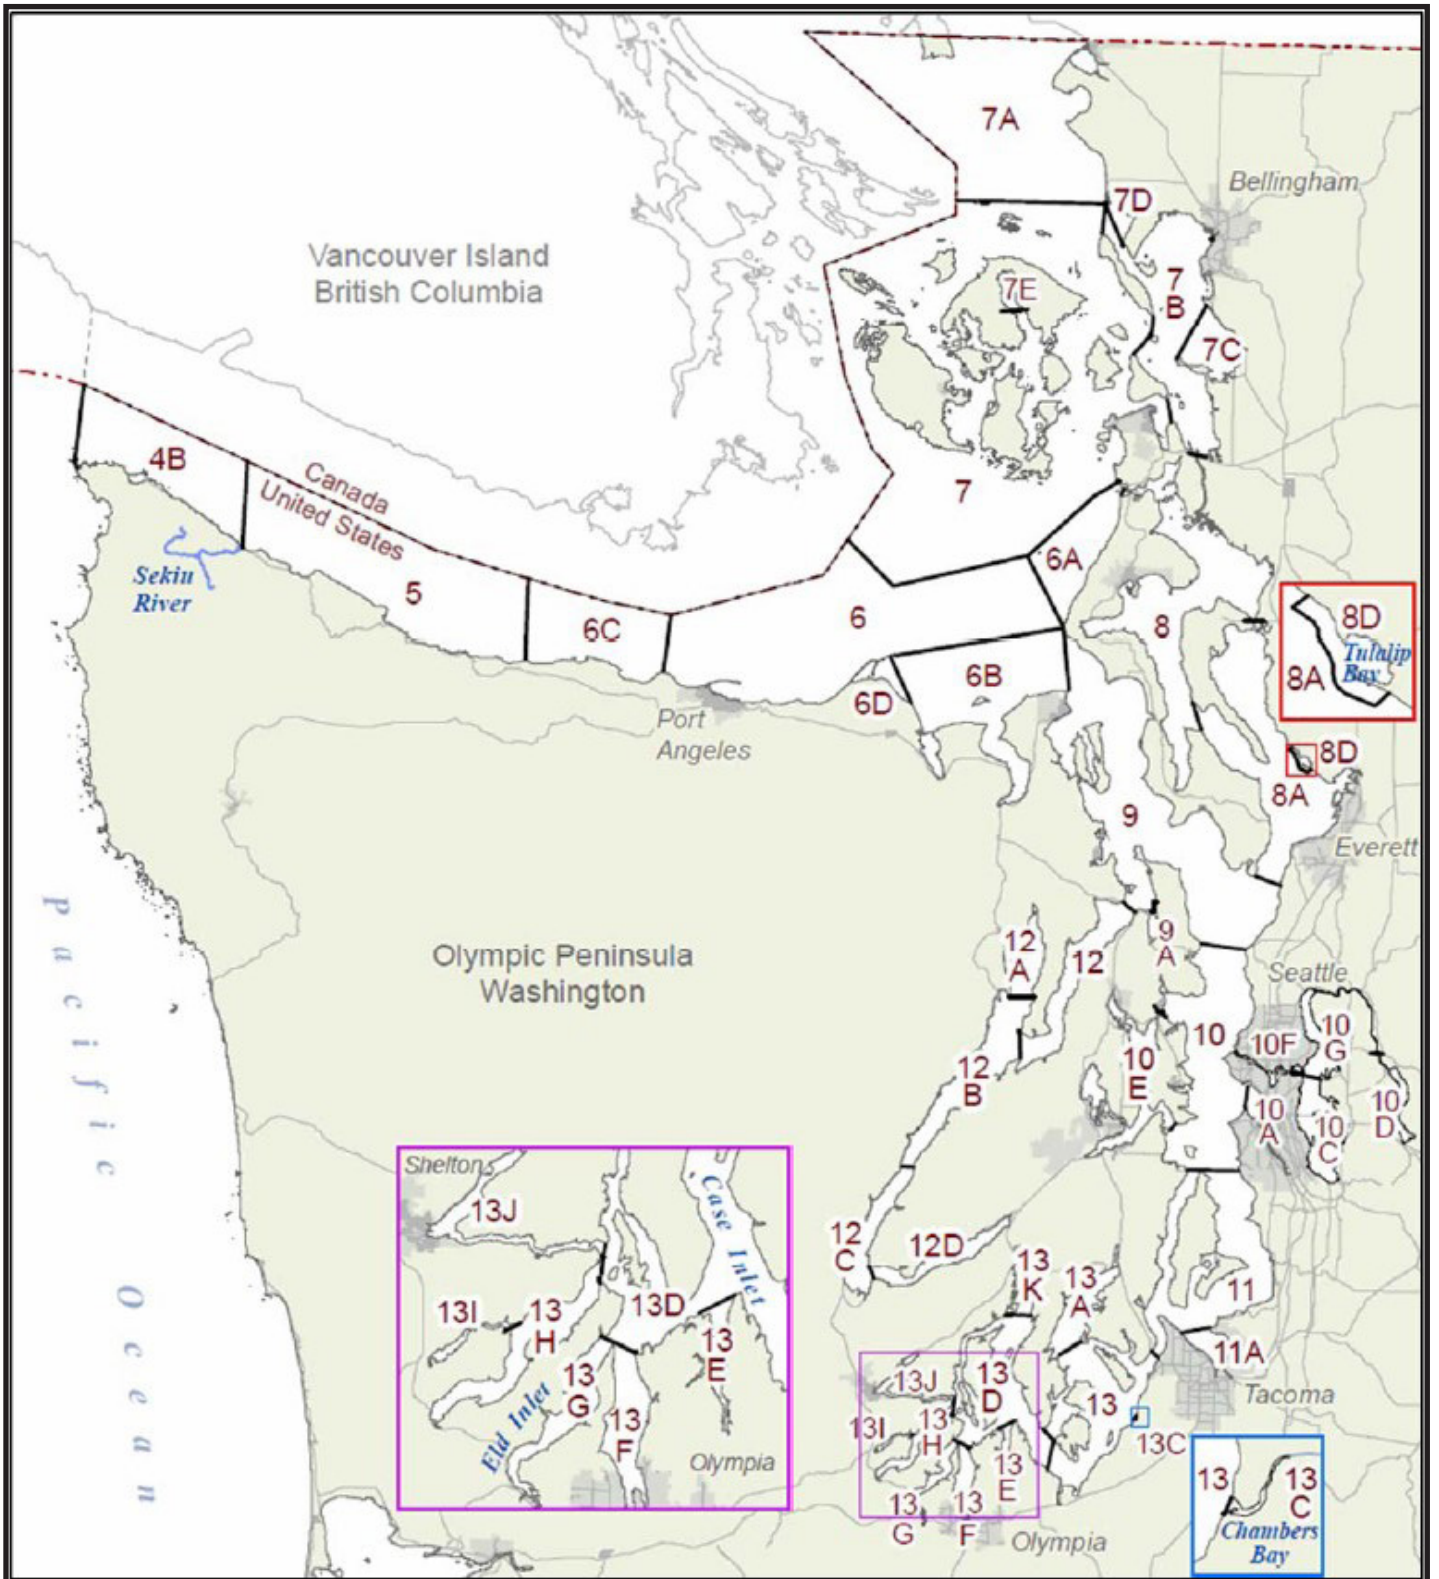 7A
Bellingham
7D
Vancouver Island
British Columbia
7E
7
B
7C
4B
Canada
United States
7
Sekiu
River
5
6C
6
6A
8
8D
Tulalip
Bay
8A
6B
6D
Port
Angeles
8D
8A
9
Everett
Pacific Ocean
Olympic Peninsula
Washington
12
A
12
9
A
Seattle
10
10F
10
G
12
B
10
E
10
A
10
C
10
D
12
C
12D
13
K
13
A
11
11A
Tacoma
Shelton
13J
Case Inlet
13I
13
H
13D
13
E
13
G
Eld Inlet
13
F
Olympia
13J
13
D
13
13I
13
H
13
E
13C
13
G
13
F
Olympia
13
13
C
Chambers
Bay